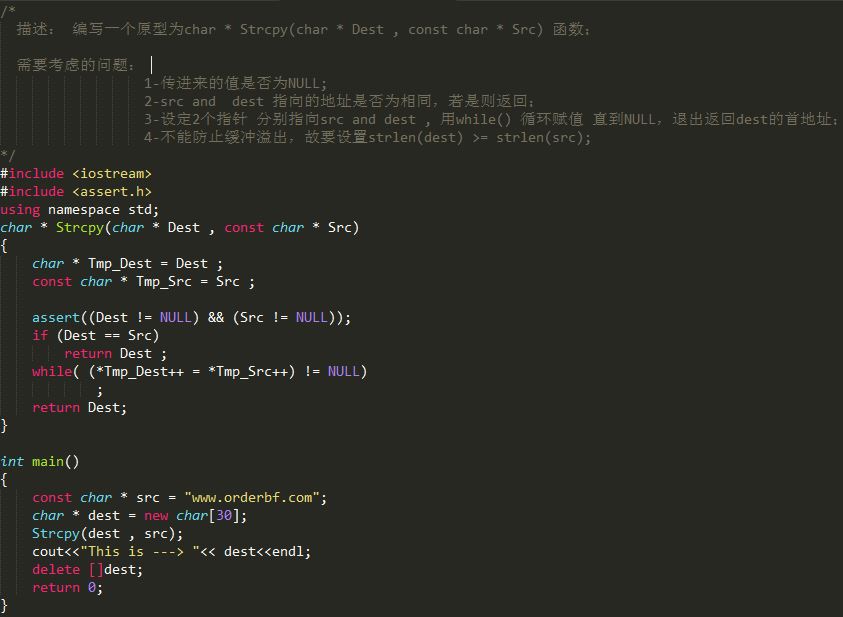 /*
描述： 编写一个原型为char * Strcpy(char * Dest , const char * Src) 函数；
需要考虑的问题：
1-传进来的值是否为NULL;
2-src and  dest 指向的地址是否为相同，若是则返回；
3-设定2个指针 分别指向src and dest , 用while() 循环赋值 直到NULL，退出返回dest的首地址；
4-不能防止缓冲溢出，故要设置strlen(dest) >= strlen(src);
*/
#include <iostream>
#include <assert.h>
using namespace std;
char * Strcpy(char * Dest , const char * Src)
{
    char * Tmp_Dest = Dest ;
    const char * Tmp_Src = Src ;
    assert((Dest != NULL) && (Src != NULL));
    if (Dest == Src)
        return Dest ;
    while( (*Tmp_Dest++ = *Tmp_Src++) != NULL)
            ;
    return Dest;
}
int main()
{
    const char * src = "www.orderbf.com";
    char * dest = new char[30];
    Strcpy(dest , src);
    cout<<"This is ---> "<< dest<<endl;
    delete []dest;
    return 0;
}